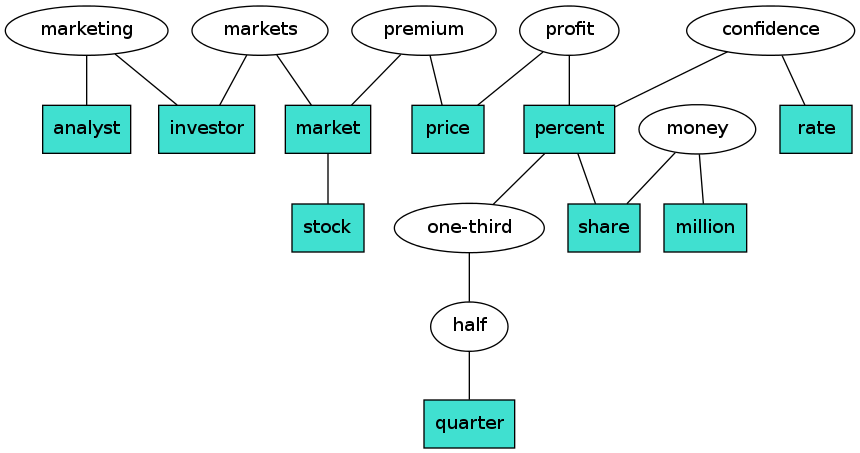 marketing
markets
premium
profit
confidence
analyst
investor
market
price
percent
money
rate
stock
one-third
share
million
half
quarter